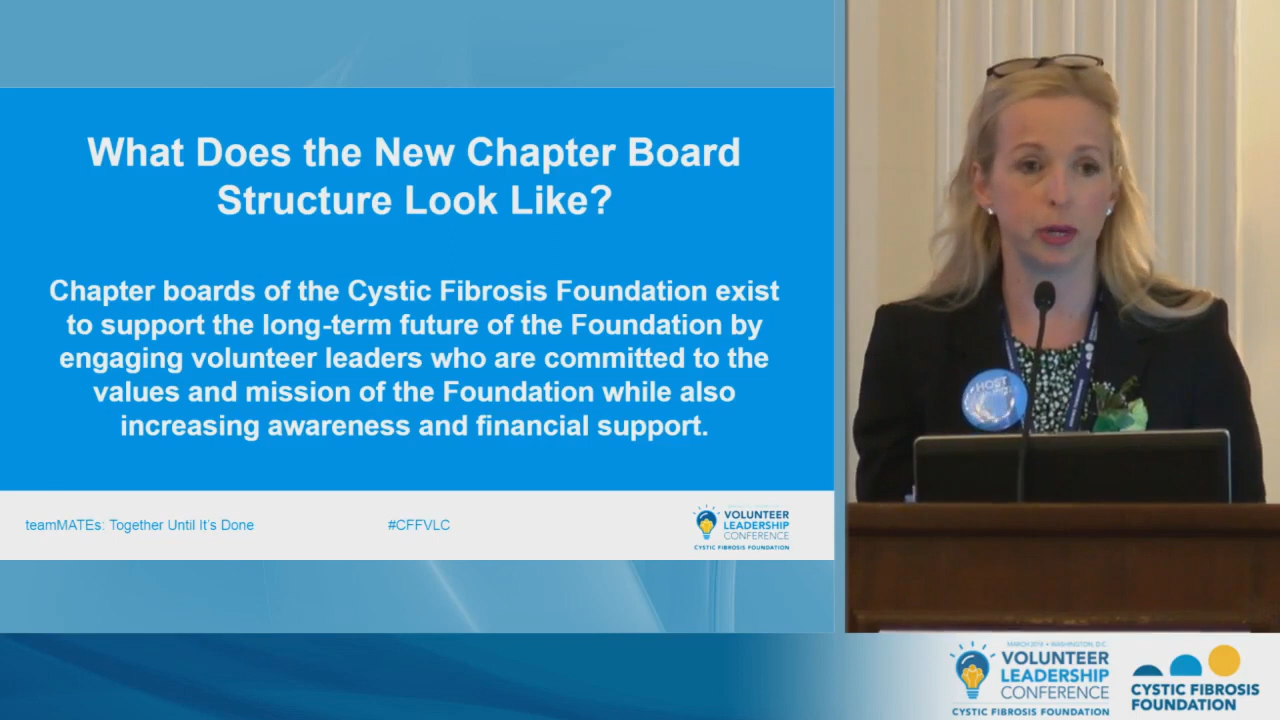 What Does the New Chapter Board
Structure Look Like?
Chapter boards of the Cystic Fibrosis Foundation exist
to support the long-term future of the Foundation by
engaging volunteer leaders who are committed to the
values and mission of the Foundation while also
increasing awareness and financial support.
teamMATEs: Together Until It's Done
#CFFVLC
VOLUNTEER
LEADERSHIP
CONFERENCE
CYSTIC FIBROSIS FOUNDATION
HOST
VOLUNTEER
LEADERSHIP
CONFERENCE
CYSTIC FIBROSIS FOUNDATION
CYSTIC FIBROSIS
FOUNDATION